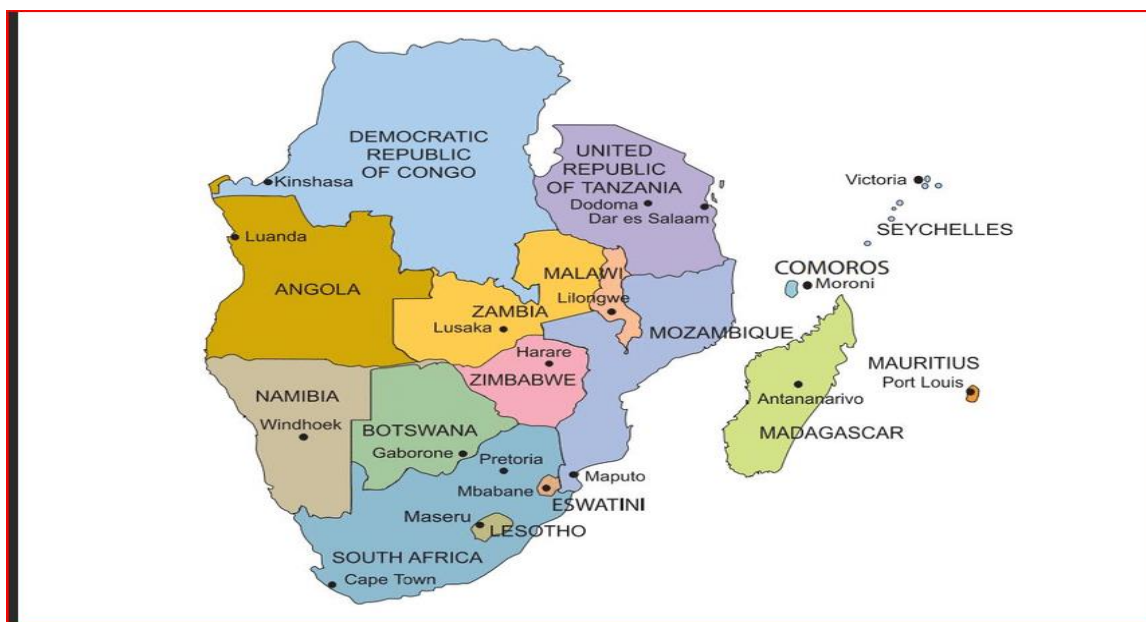 DEMOCRATIC
REPUBLIC
OF CONGO
UNITED
REPUBLIC
OF TANZANIA
Kinshasa
Victoria
Dodoma
Dar es Salaam
SEYCHELLES
Luanda
COMOROS
MALAWI
Moroni
ANGOLA
Lilongwe
ZAMBIA
Lusaka
MOZAMBIQUE
Harare
MAURITIUS
ZIMBABWE
Port Louis
NAMIBIA
Antananarivo
Windhoek
BOTSWANA
MADAGASCAR
Gaborone
Pretoria
Maputo
Mbabane
ESWATINI
Maseru
LESOTHO
SOUTH AFRICA
Cape Town